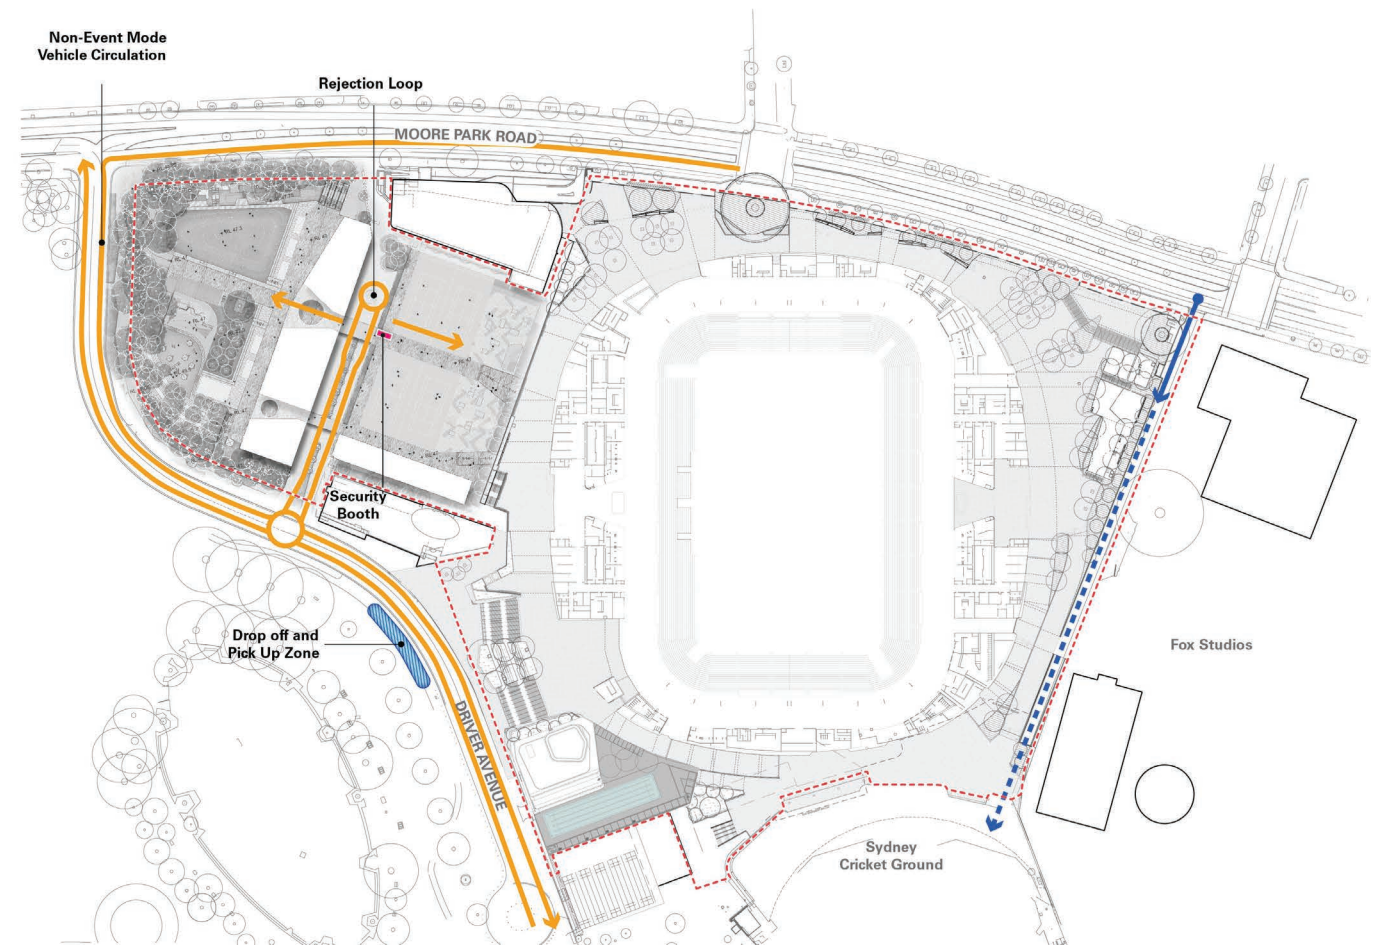 Non-Event Mode
Vehicle Circulation
Rejection Loop
MOORE PARK ROAD
Security
Booth
Drop off and
Pick Up Zone
DRIVER AVENUE
Fox Studios
Sydney
Cricket Ground